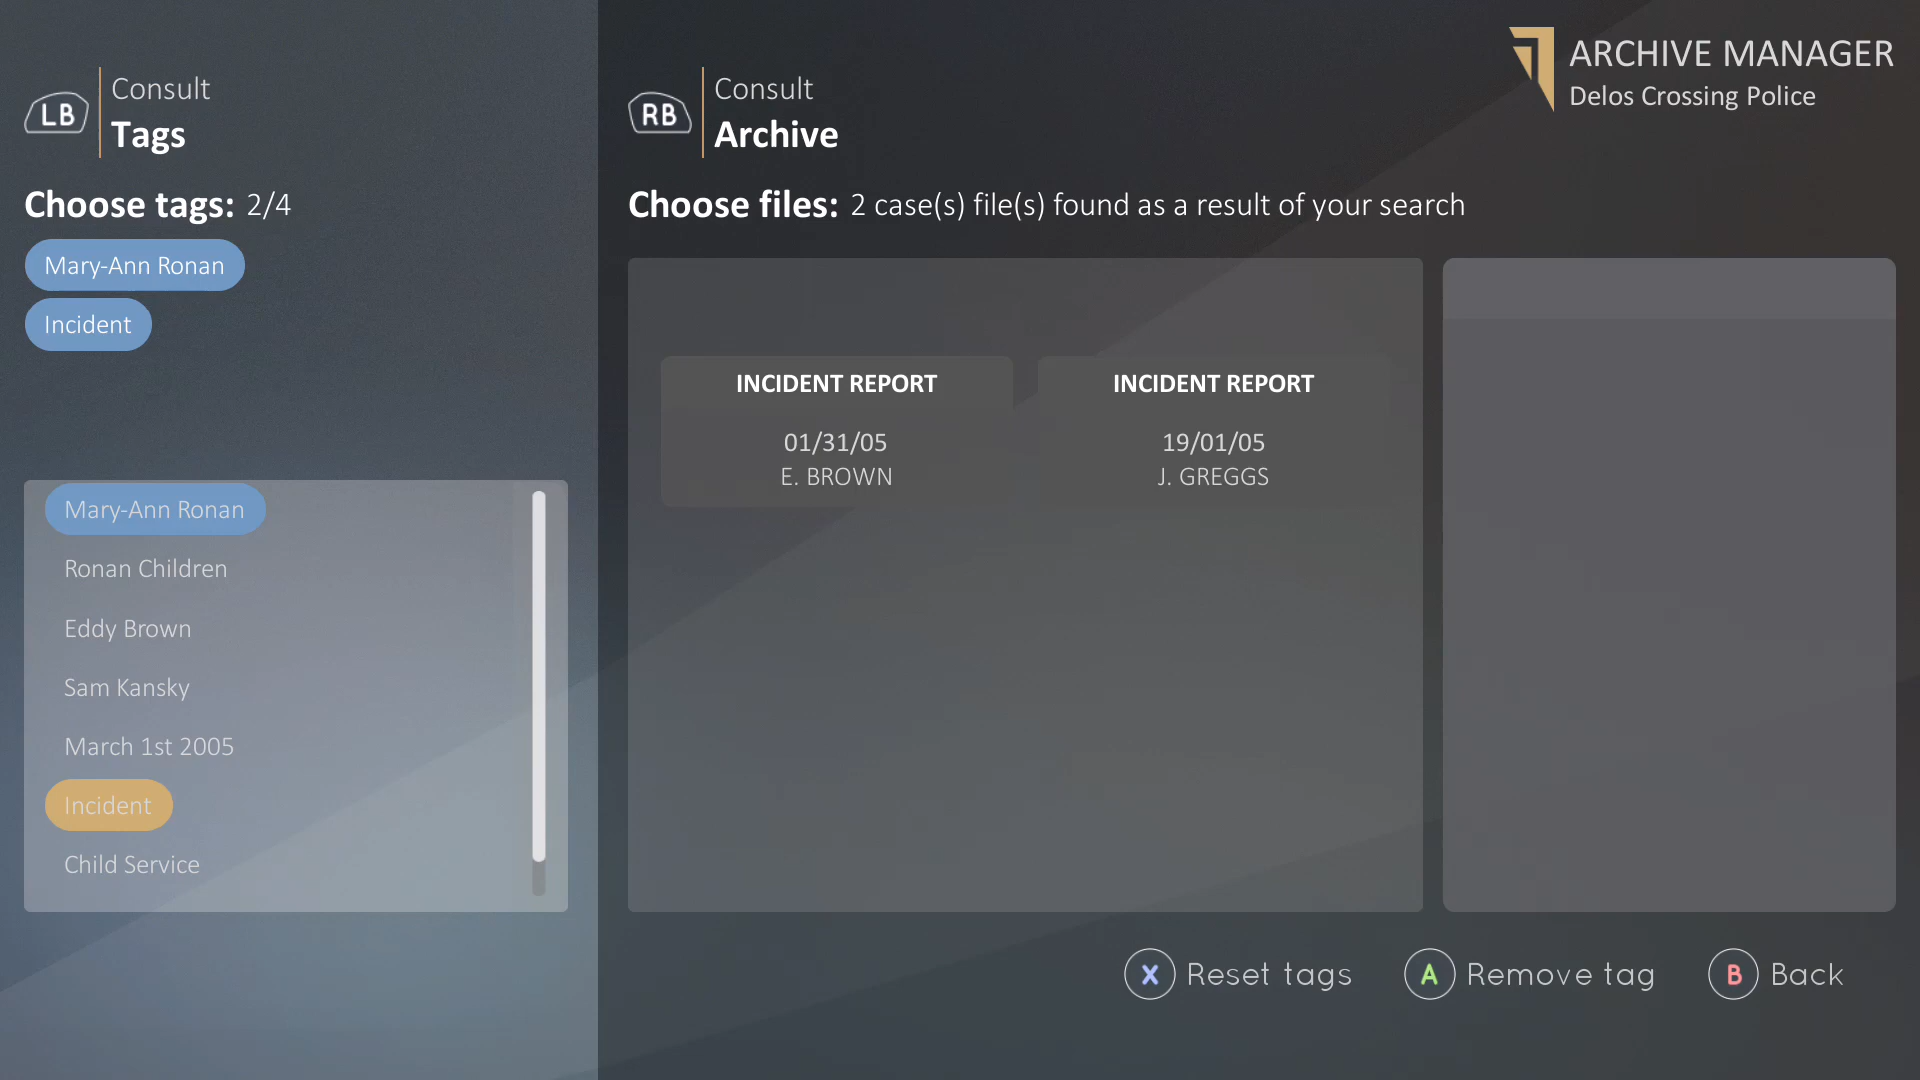 LB
Consult
Tags
Choose tags: 2/4
Mary-Ann Ronan
Incident
Mary-Ann Ronan
Ronan Children
Eddy Brown
Sam Kansky
March 1st 2005
Incident
Child Service
RB
Consult
Archive
ARCHIVE MANAGER
Delos Crossing Police
Choose files: 2 case(s) file(s) found as a result of your search
INCIDENT REPORT
01/31/05
E. BROWN
INCIDENT REPORT
19/01/05
J. GREGGS
X Reset tags
A Remove tag
B Back